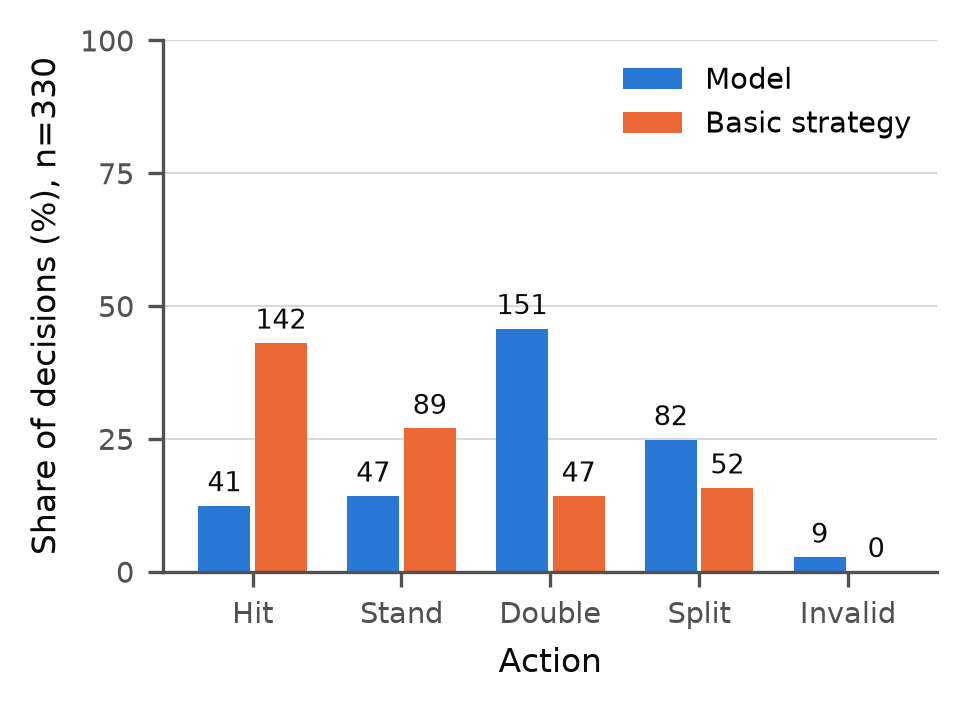 Share of decisions (%), n=330
100
75
50
25
0
Model
Basic strategy
41
142
47
89
151
47
82
52
9
0
Hit
Stand
Double
Split
Invalid
Action